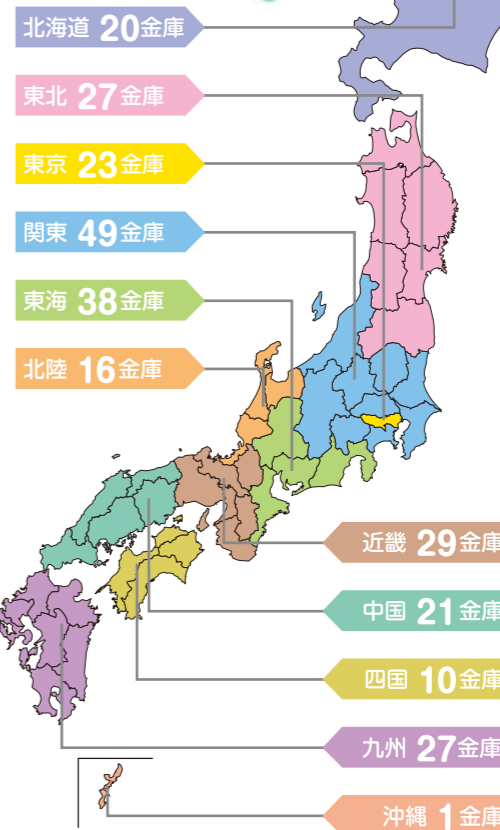 北海道 20金庫
東北 27金庫
東京 23金庫
関東 49金庫
東海 38金庫
北陸 16金庫
近畿 29金庫
中国 21金庫
四国 10金庫
九州 27金庫
沖縄 1金庫